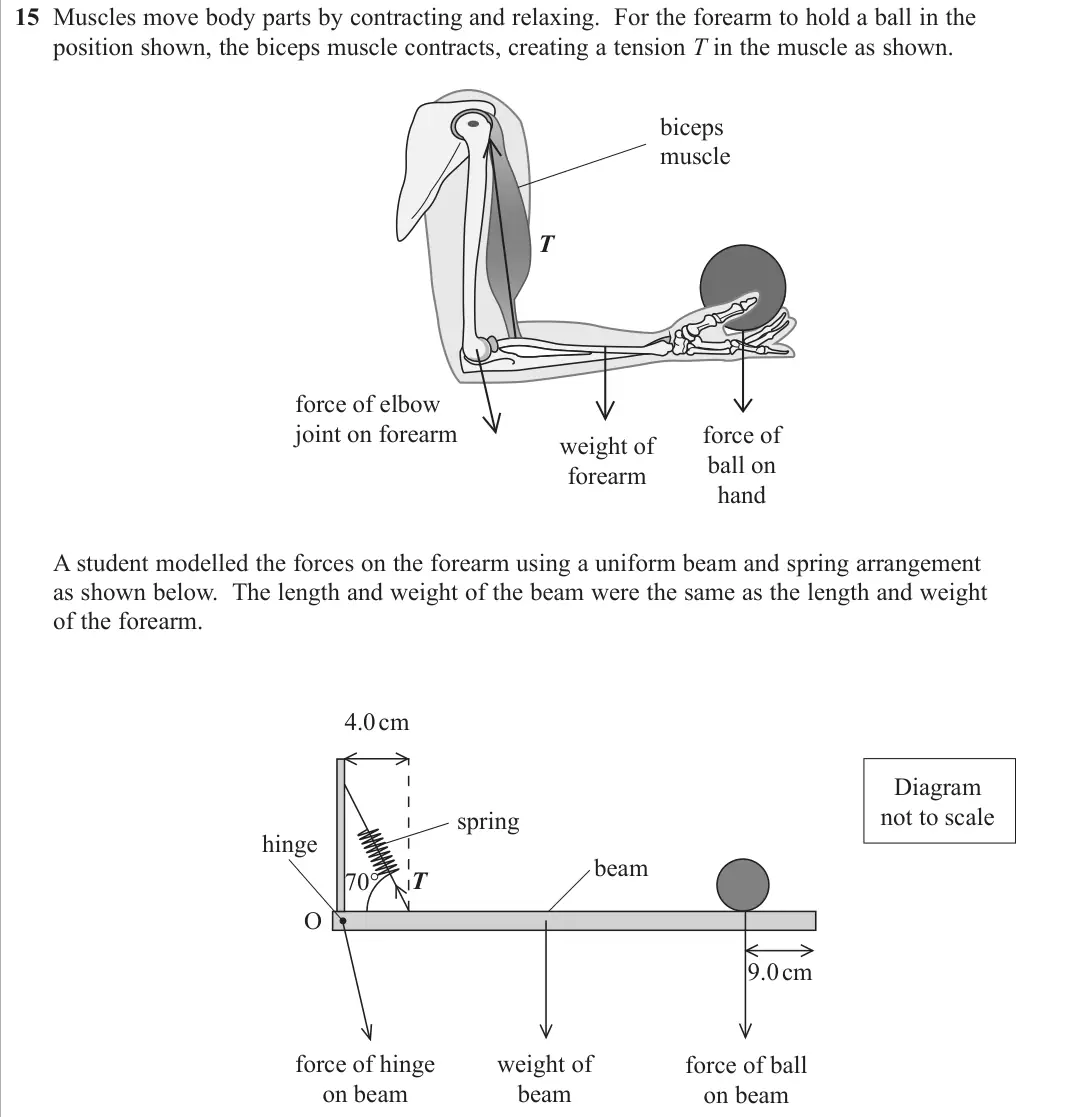 15 Muscles move body parts by contracting and relaxing. For the forearm to hold a ball in the
position shown, the biceps muscle contracts, creating a tension T in the muscle as shown.
biceps
muscle
T
force of elbow
joint on forearm
weight of
forearm
force of
ball on
hand
A student modelled the forces on the forearm using a uniform beam and spring arrangement
as shown below. The length and weight of the beam were the same as the length and weight
of the forearm.
4.0 cm
Diagram
not to scale
spring
hinge
beam
70°
T
O
9.0 cm
force of hinge
on beam
weight of
beam
force of ball
on beam